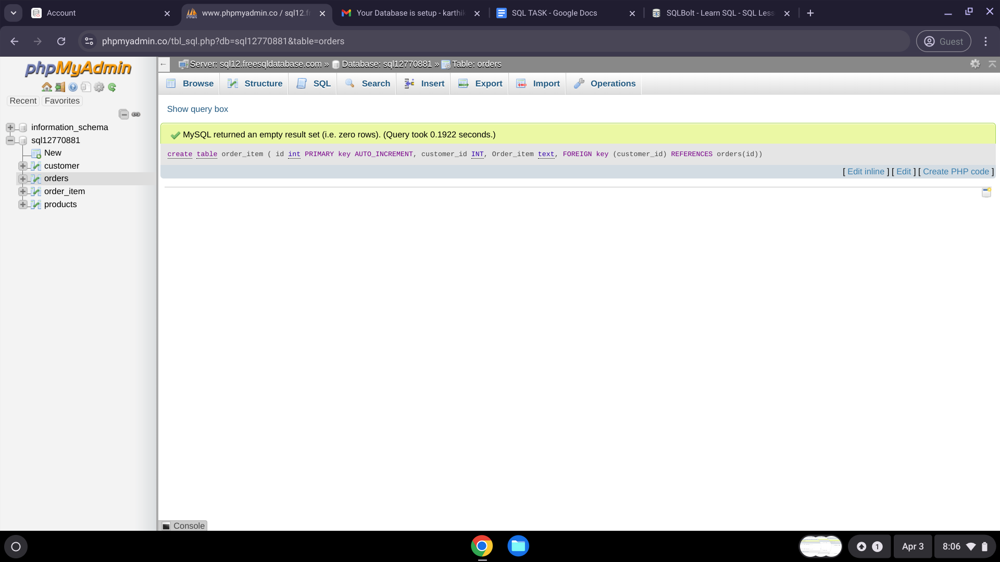 Account
www.phpmyadmin.co / sql12.fr
Your Database is setup - karthik
SQL TASK - Google Docs
SQLBolt - Learn SQL - SQL Less
phpmyadmin.co/tbl_sql.php?db=sql12770881&table=orders
Guest
phpMyAdmin
Recent
Favorites
information_schema
sql12770881
New
customer
orders
order_item
products
Server: sql12.freesqldatabase.com » Database: sql12770881 » Table: orders
Browse
Structure
SQL
Search
Insert
Export
Import
Operations
Show query box
MySQL returned an empty result set (i.e. zero rows). (Query took 0.1922 seconds.)
create table order_item ( id int PRIMARY key AUTO_INCREMENT, customer_id INT, Order_item text, FOREIGN key (customer_id) REFERENCES orders(id))
[ Edit inline ] [ Edit ] [ Create PHP code ]
Console
1
Apr 3
8:06